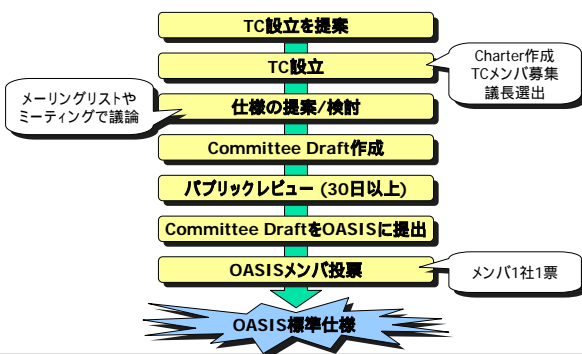 TC設立を提案
TC設立
Charter作成
TCメンバ募集
議長選出
メーリングリストや
ミーティングで議論
仕様の提案/検討
Committee Draft作成
パブリックレビュー (30日以上)
Committee DraftをOASISに提出
OASISメンバ投票
メンバ1社1票
OASIS標準仕様